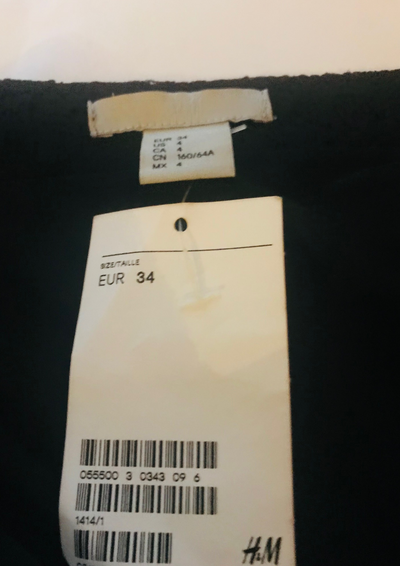 EUR 34
US 4
CA 4
CN 160/64A
MX 4
SIZE/TAILLE
EUR 34
055500 3 0343 09 6
1414/1
H&M